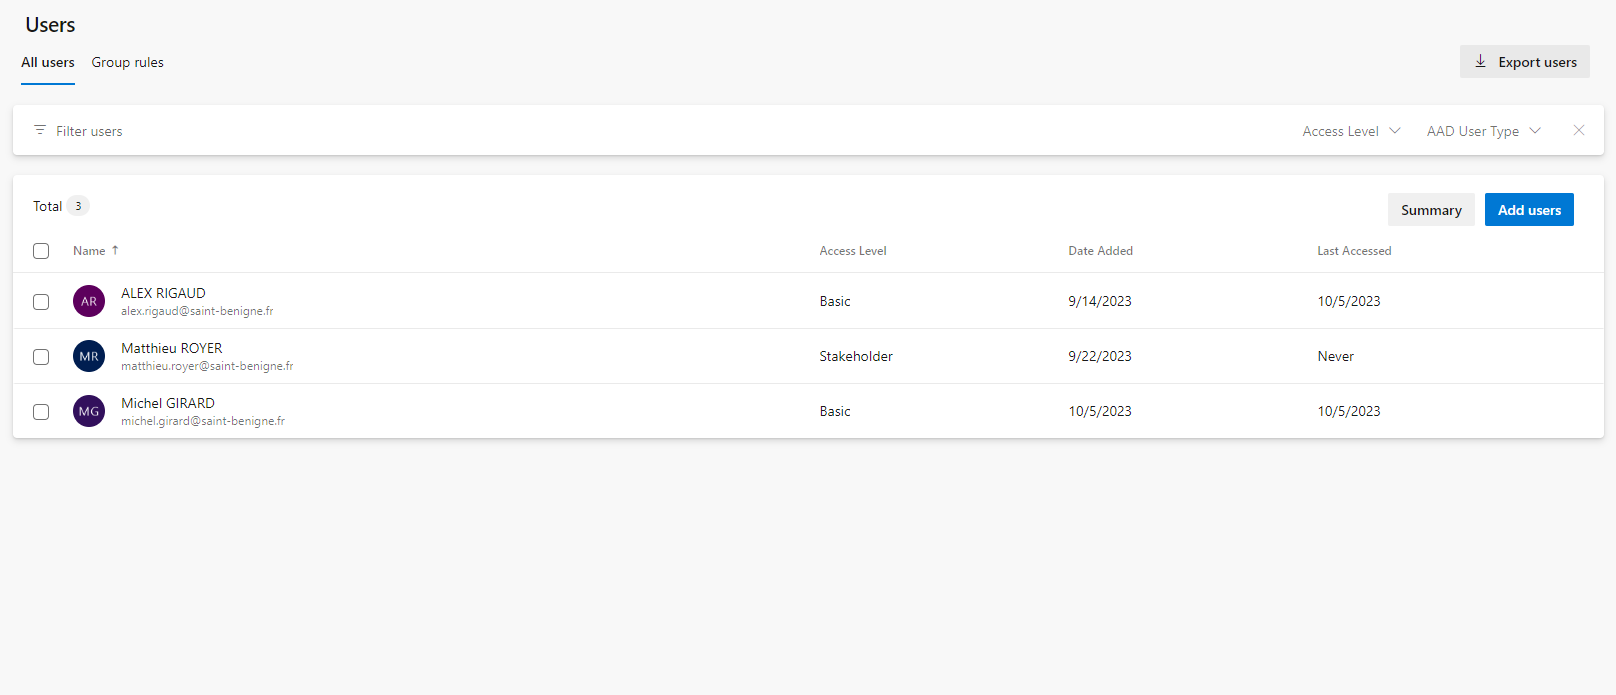 Users
All users Group rules
Export users
Filter users Access Level AAD User Type
Total 3
Summary Add users
Name ↑ Access Level Date Added Last Accessed
AR ALEX RIGAUD Basic 9/14/2023 10/5/2023
alex.rigaud@saint-benigne.fr
MR Matthieu ROYER Stakeholder 9/22/2023 Never
matthieu.royer@saint-benigne.fr
MG Michel GIRARD Basic 10/5/2023 10/5/2023
michel.girard@saint-benigne.fr